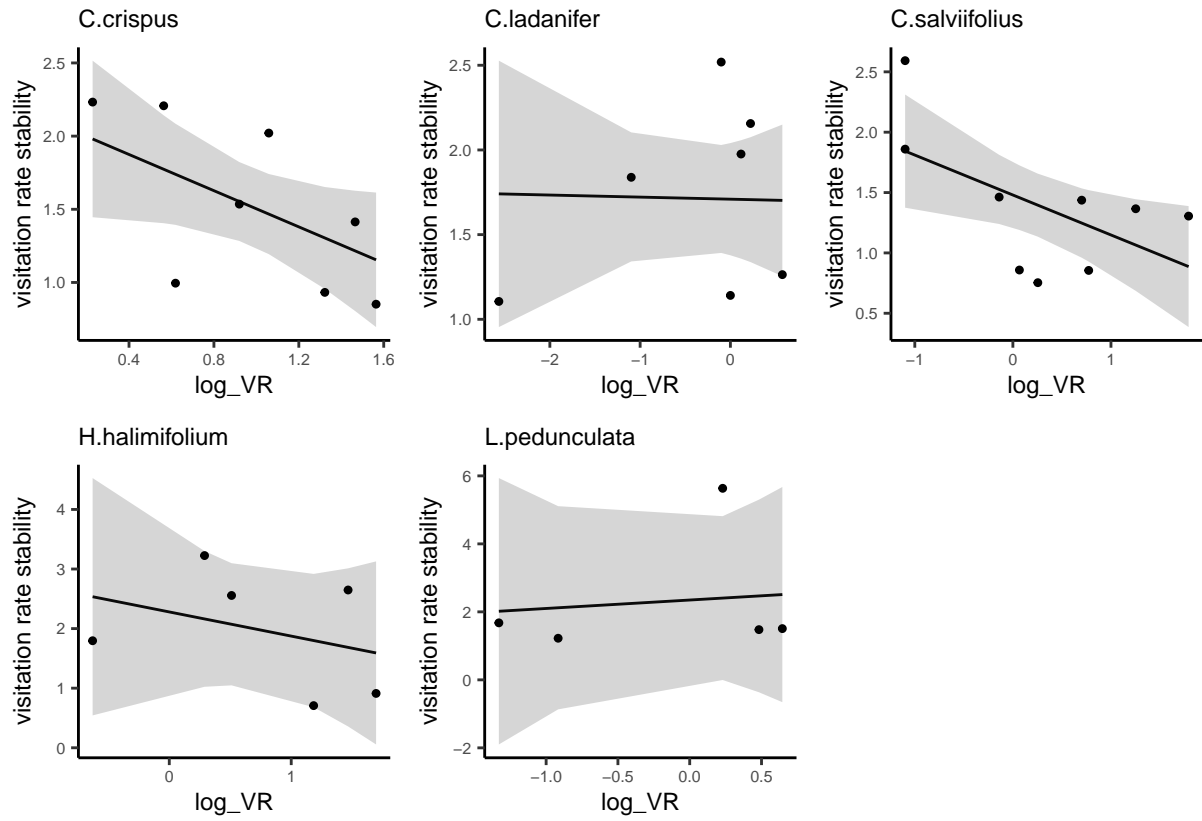 C.crispus
C.ladanifer
C.salviifolius
visitation rate stability
2.5
2.0
1.5
1.0
0.4 0.8 1.2 1.6
log_VR
visitation rate stability
2.5
2.0
1.5
1.0
−2 −1 0
log_VR
visitation rate stability
2.5
2.0
1.5
1.0
0.5
−1 0 1
log_VR
H.halimifolium
L.pedunculata
visitation rate stability
4
3
2
1
0
0 1
log_VR
visitation rate stability
6
4
2
0
−2
−1.0 −0.5 0.0 0.5
log_VR